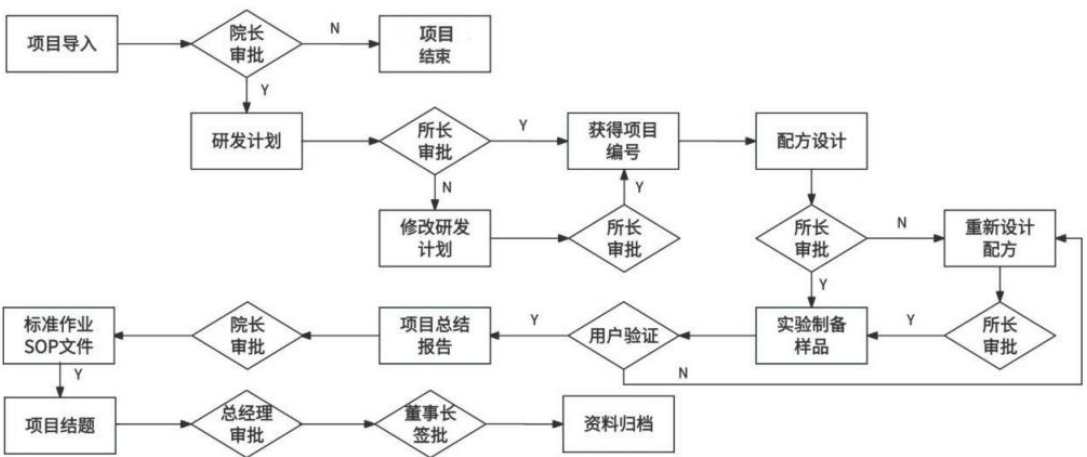 项目导入
院长
审批
N
项目
结束
Y
研发计划
所长
审批
Y
获得项目
编号
配方设计
N
Y
修改研发
计划
所长
审批
所长
审批
N
重新设计
配方
Y
标准作业
SOP文件
院长
审批
项目总结
报告
Y
用户验证
实验制备
样品
Y
所长
审批
N
Y
项目结题
总经理
审批
董事长
签批
资料归档